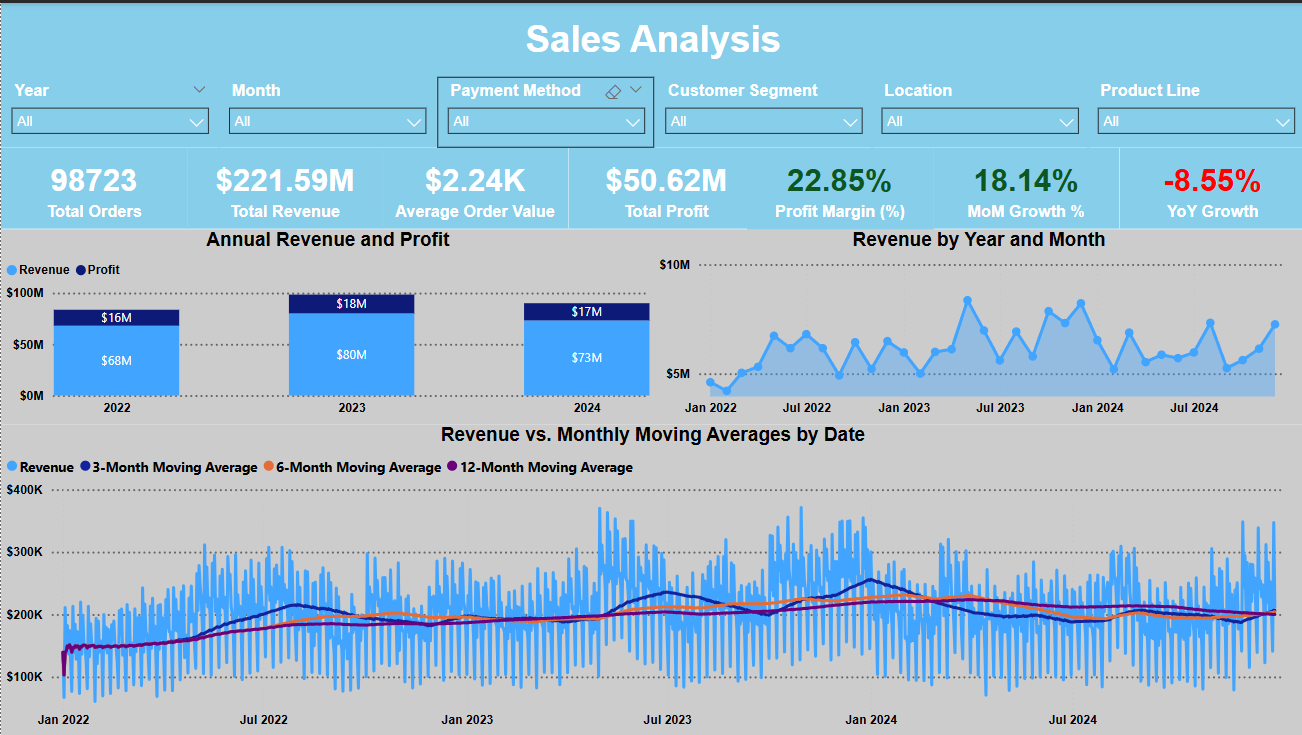 Sales Analysis
Year Month Payment Method Customer Segment Location Product Line
All All All All All All
98723 $221.59M $2.24K $50.62M 22.85% 18.14% -8.55%
Total Orders Total Revenue Average Order Value Total Profit Profit Margin (%) MoM Growth % YoY Growth
Annual Revenue and Profit
Revenue Profit
$100M
$50M
$0M
$16M $18M $17M
$68M $80M $73M
2022 2023 2024
Revenue by Year and Month
$10M
$5M
Jan 2022 Jul 2022 Jan 2023 Jul 2023 Jan 2024 Jul 2024
Revenue vs. Monthly Moving Averages by Date
Revenue 3-Month Moving Average 6-Month Moving Average 12-Month Moving Average
$400K
$300K
$200K
$100K
Jan 2022 Jul 2022 Jan 2023 Jul 2023 Jan 2024 Jul 2024